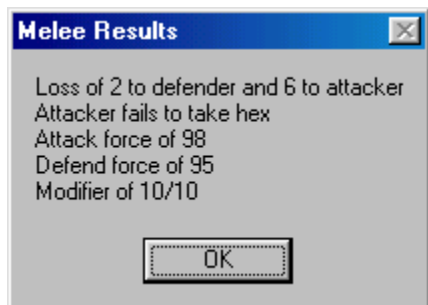 Melee Results
Loss of 2 to defender and 6 to attacker
Attacker fails to take hex
Attack force of 98
Defend force of 95
Modifier of 10/10
OK